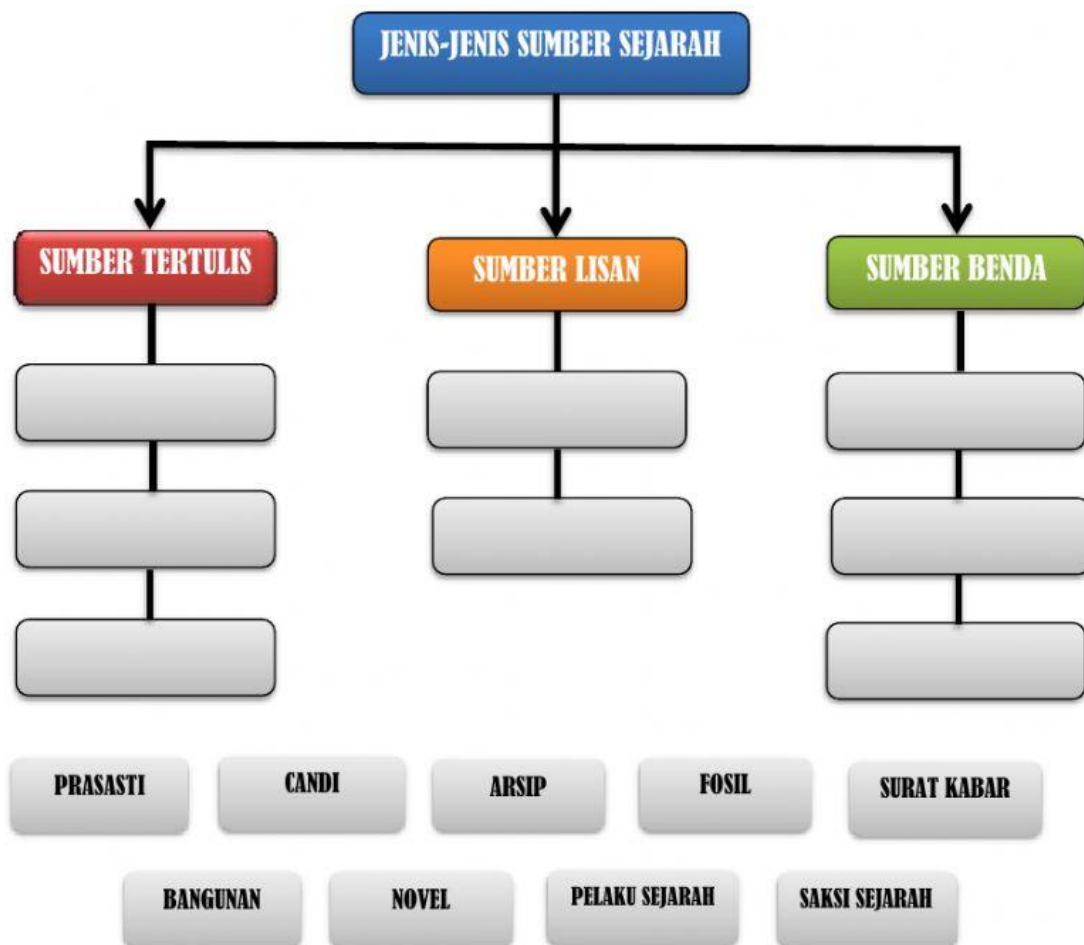 JENIS-JENIS SUMBER SEJARAH
SUMBER TERTULIS
SUMBER LISAN
SUMBER BENDA
PRASASTI
CANDI
ARSIP
FOSIL
SURAT KABAR
BANGUNAN
NOVEL
PELAKU SEJARAH
SAKSI SEJARAH